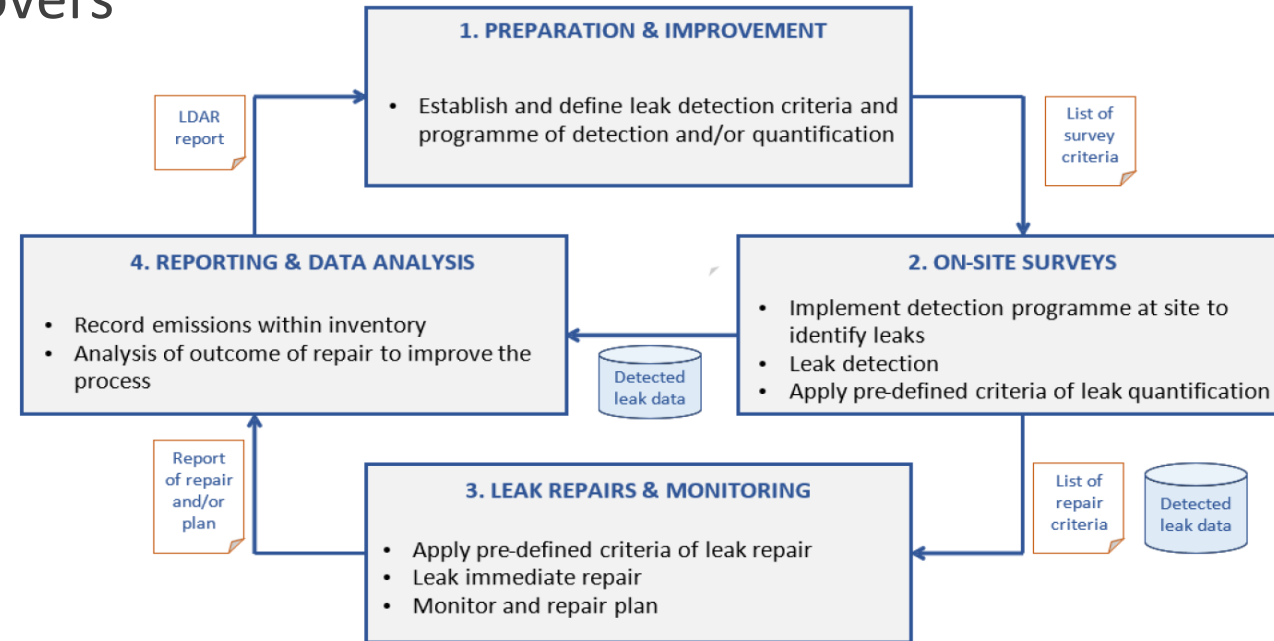 overs
1. PREPARATION & IMPROVEMENT
• Establish and define leak detection criteria and
programme of detection and/or quantification
LDAR
report
List of
survey
criteria
4. REPORTING & DATA ANALYSIS
• Record emissions within inventory
• Analysis of outcome of repair to improve the
process
2. ON-SITE SURVEYS
• Implement detection programme at site to
identify leaks
• Leak detection
• Apply pre-defined criteria of leak quantification
Detected
leak data
Report
of repair
and/or
plan
3. LEAK REPAIRS & MONITORING
• Apply pre-defined criteria of leak repair
• Leak immediate repair
• Monitor and repair plan
List of
repair
criteria
Detected
leak data